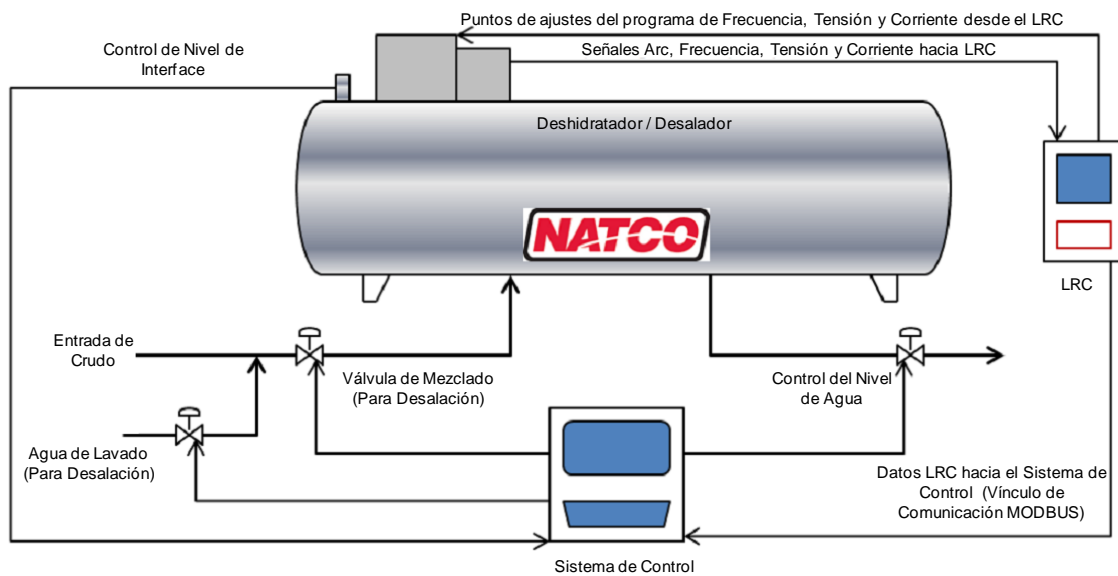 Puntos de ajustes del programa de Frecuencia, Tensión y Corriente desde el LRC
Señales Arc, Frecuencia, Tensión y Corriente hacia LRC
Control de Nivel de
Interface
Deshidratador / Desalador
NATCO
LRC
Entrada de
Crudo
Válvula de Mezclado
(Para Desalación)
Control del Nivel
de Agua
Agua de Lavado
(Para Desalación)
Datos LRC hacia el Sistema de
Control (Vínculo de
Comunicación MODBUS)
Sistema de Control